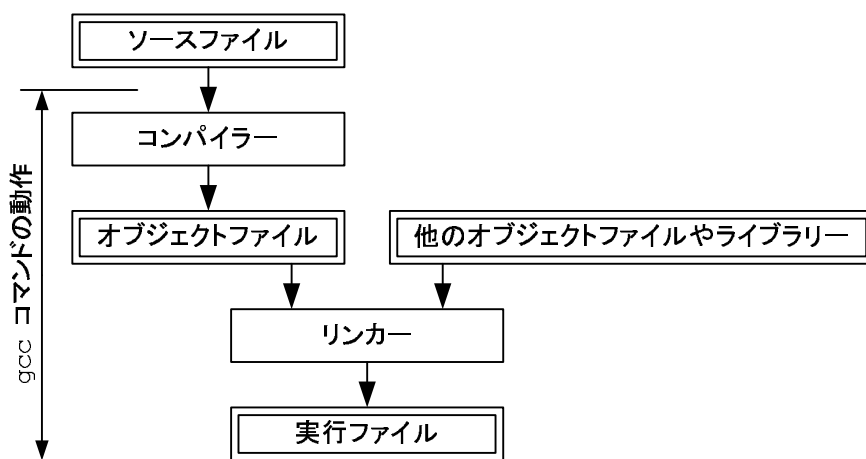 ソースファイル
コンパイラー
オブジェクトファイル
他のオブジェクトファイルやライブラリー
リンカー
実行ファイル
gcc コマンドの動作